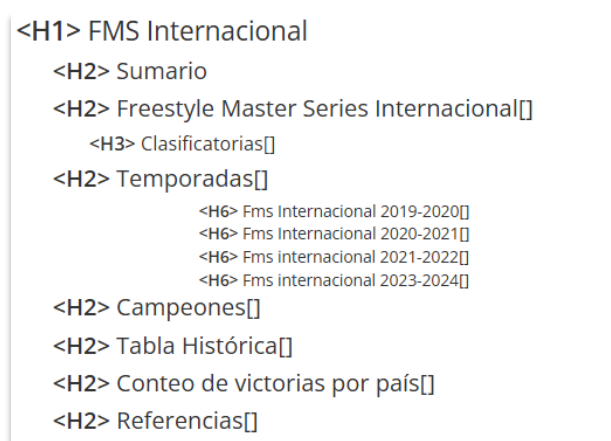 <H1> FMS Internacional
<H2> Sumario
<H2> Freestyle Master Series Internacional[]
<H3> Clasificatorias[]
<H2> Temporadas[]
<H6> Fms Internacional 2019-2020[]
<H6> Fms Internacional 2020-2021[]
<H6> Fms internacional 2021-2022[]
<H6> Fms internacional 2023-2024[]
<H2> Campeones[]
<H2> Tabla Histórica[]
<H2> Conteo de victorias por país[]
<H2> Referencias[]